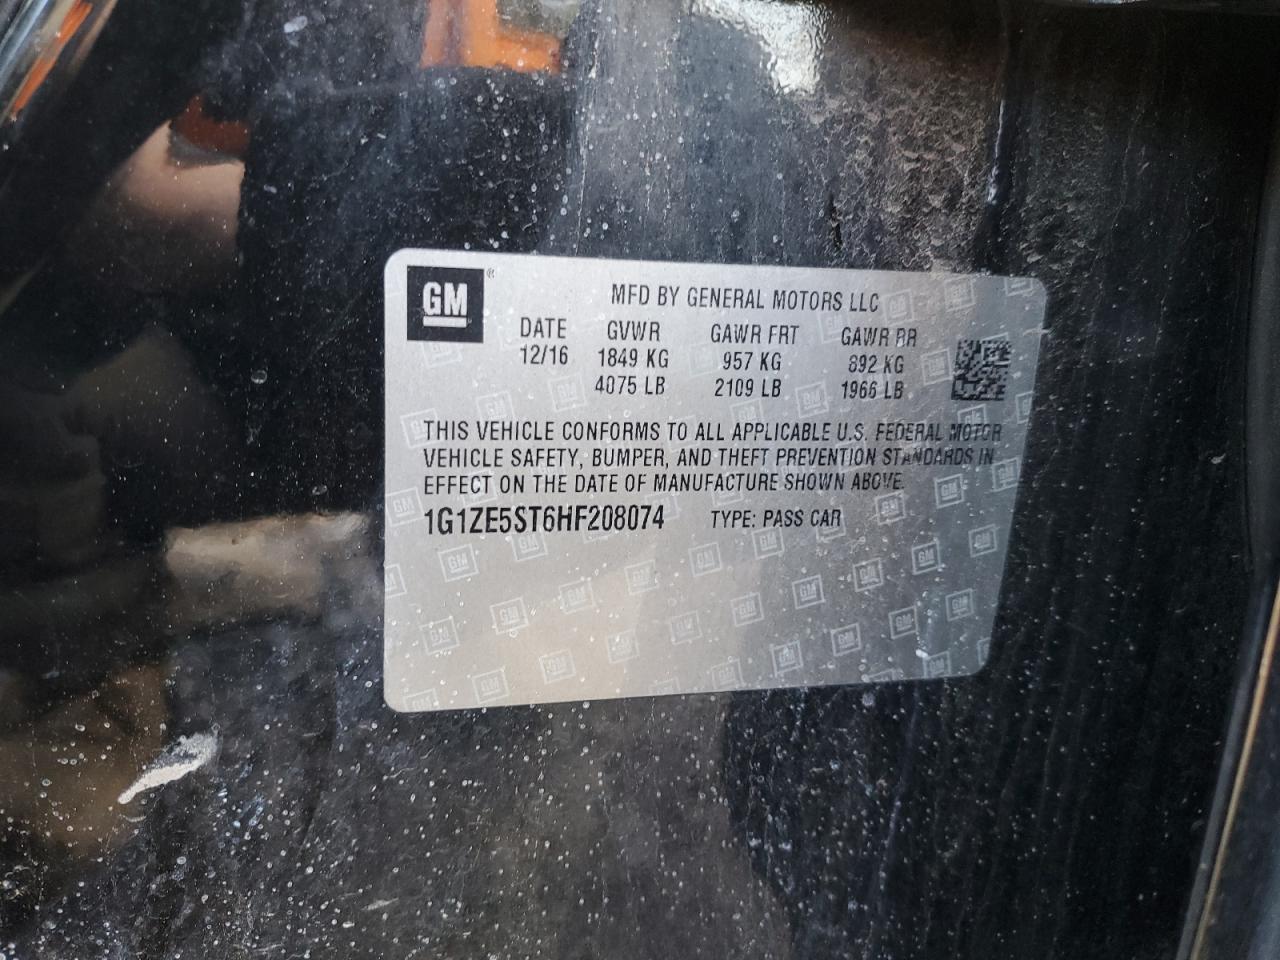 GM®
MFD BY GENERAL MOTORS LLC
DATE GVWR GAWR FRT GAWR RR
12/16 1849 KG 957 KG 892 KG
4075 LB 2109 LB 1966 LB
THIS VEHICLE CONFORMS TO ALL APPLICABLE U.S. FEDERAL MOTOR
VEHICLE SAFETY, BUMPER, AND THEFT PREVENTION STANDARDS IN
EFFECT ON THE DATE OF MANUFACTURE SHOWN ABOVE.
1G1ZE5ST6HF208074 TYPE: PASS CAR